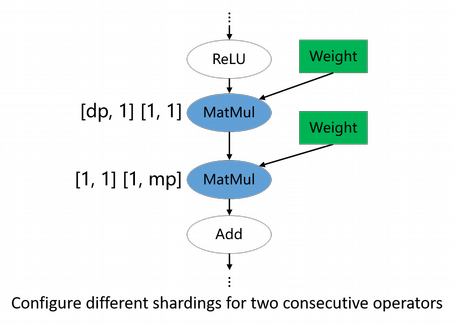 ReLU
Weight
[dp, 1] [1, 1]
MatMul
Weight
[1, 1] [1, mp]
MatMul
Add
Configure different shardings for two consecutive operators